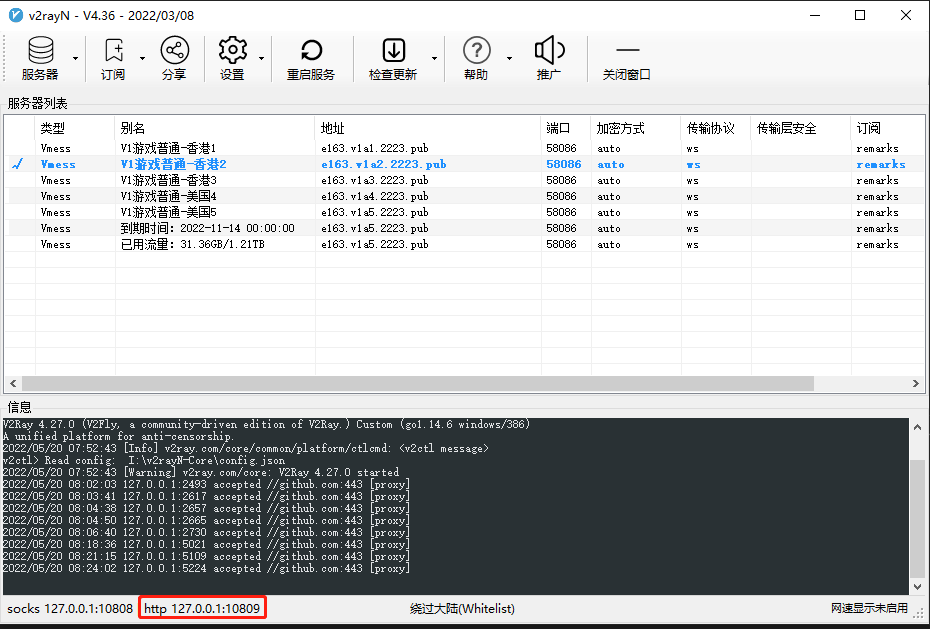 v2rayN - V4.36 - 2022/03/08
服务器 订阅 分享 设置 重启服务 检查更新 帮助 推广 关闭窗口
服务器列表
类型 别名 地址 端口 加密方式 传输协议 传输层安全 订阅
Vmess V1游戏普通-香港1 e163.v1a1.2223.pub 58086 auto ws remarks
Vmess V1游戏普通-香港2 e163.v1a2.2223.pub 58086 auto ws remarks
Vmess V1游戏普通-香港3 e163.v1a3.2223.pub 58086 auto ws remarks
Vmess V1游戏普通-美国4 e163.v1a4.2223.pub 58086 auto ws remarks
Vmess V1游戏普通-美国5 e163.v1a5.2223.pub 58086 auto ws remarks
Vmess 到期时间：2022-11-14 00:00:00 e163.v1a5.2223.pub 58086 auto ws remarks
Vmess 已用流量：31.36GB/1.21TB e163.v1a5.2223.pub 58086 auto ws remarks
信息
V2Ray 4.27.0 (V2Fly, a community-driven edition of V2Ray.) Custom (go1.14.6 windows/386)
A unified platform for anti-censorship.
2022/05/20 07:52:43 [Info] v2ray.com/core/common/platform/ctlcmd: <v2ctl message>
v2ctl> Read config:  I:\v2rayN-Core\config.json
2022/05/20 07:52:43 [Warning] v2ray.com/core: V2Ray 4.27.0 started
2022/05/20 08:02:03 127.0.0.1:2493 accepted //github.com:443 [proxy]
2022/05/20 08:03:41 127.0.0.1:2617 accepted //github.com:443 [proxy]
2022/05/20 08:04:38 127.0.0.1:2657 accepted //github.com:443 [proxy]
2022/05/20 08:04:50 127.0.0.1:2665 accepted //github.com:443 [proxy]
2022/05/20 08:06:40 127.0.0.1:2730 accepted //github.com:443 [proxy]
2022/05/20 08:18:36 127.0.0.1:5021 accepted //github.com:443 [proxy]
2022/05/20 08:21:15 127.0.0.1:5109 accepted //github.com:443 [proxy]
2022/05/20 08:24:02 127.0.0.1:5224 accepted //github.com:443 [proxy]
socks 127.0.0.1:10808 http 127.0.0.1:10809 绕过大陆(Whitelist) 网速显示未启用